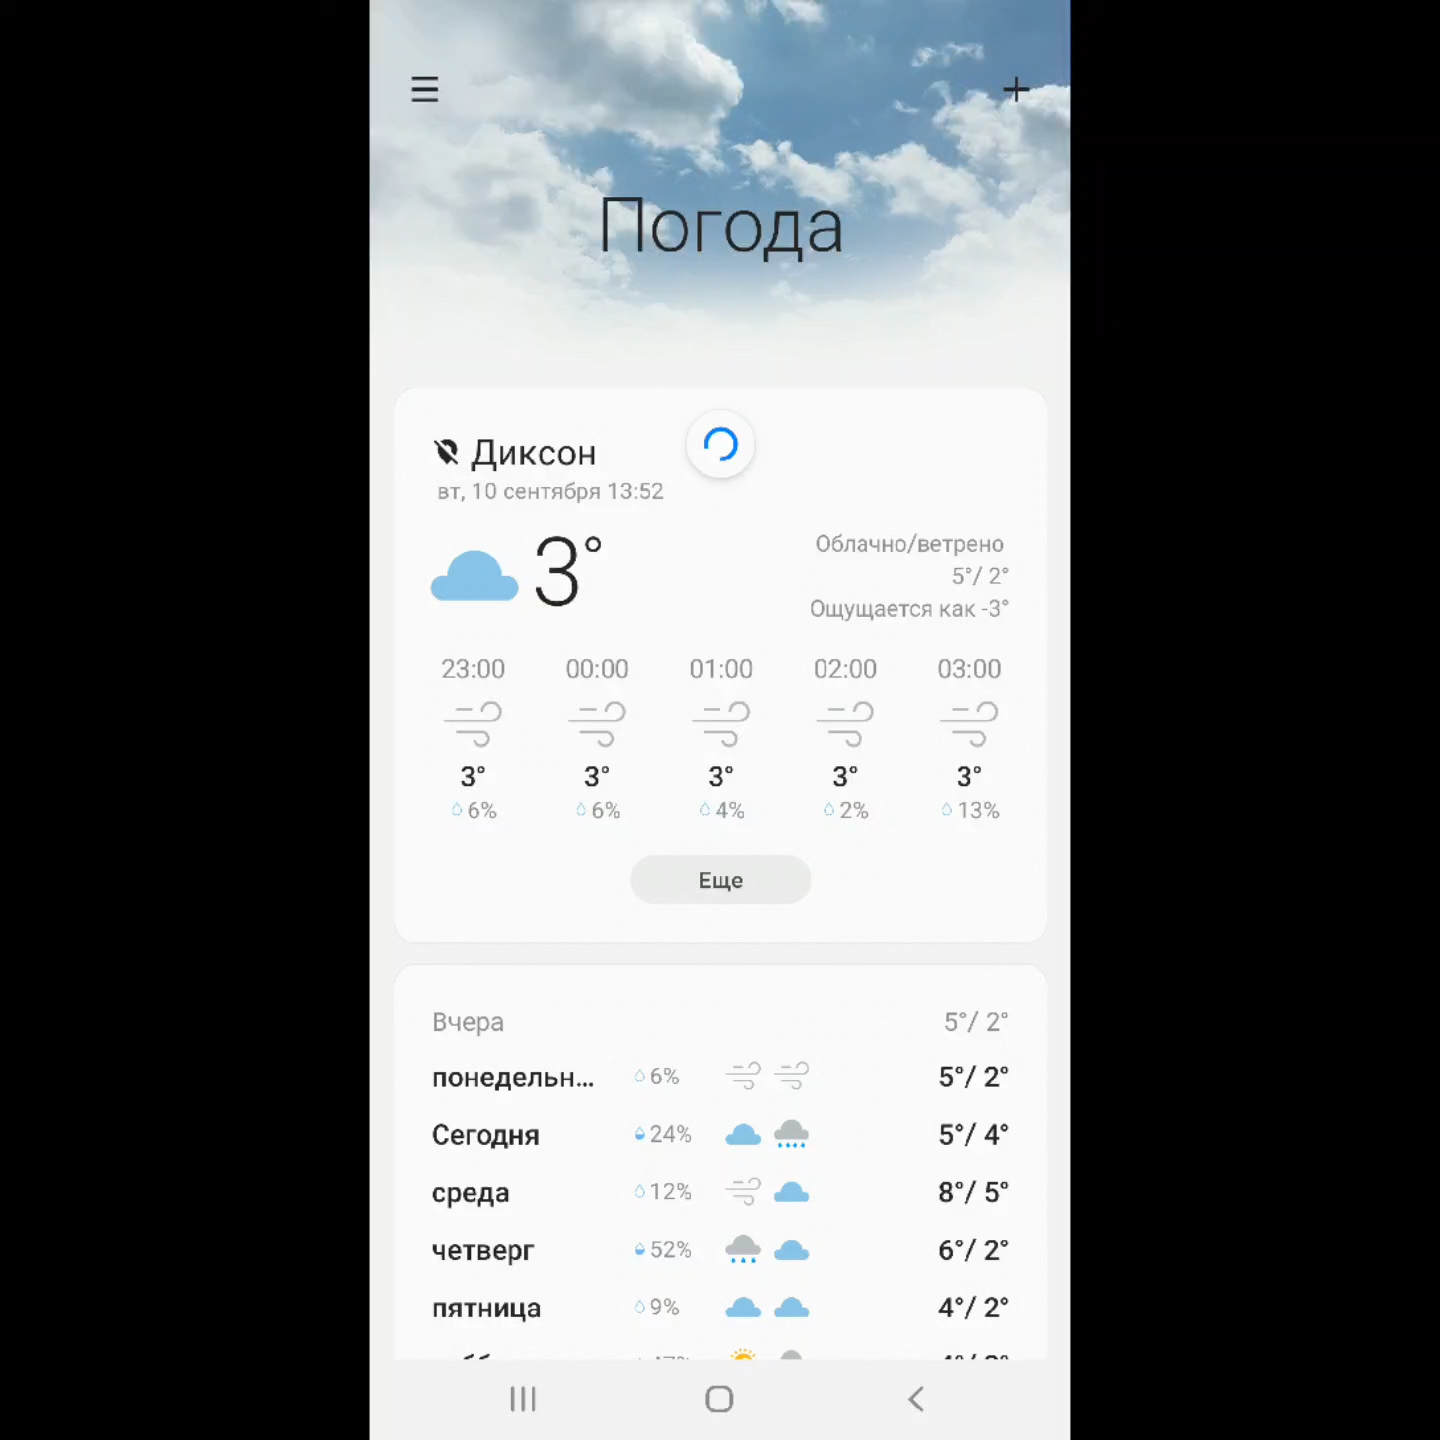 Погода
Диксон
вт, 10 сентября 13:52
3°
Облачно/ветрено
5°/ 2°
Ощущается как -3°
23:00 00:00 01:00 02:00 03:00
3° 3° 3° 3° 3°
6% 6% 4% 2% 13%
Еще
Вчера 5°/ 2°
понедельн... 6% 5°/ 2°
Сегодня 24% 5°/ 4°
среда 12% 8°/ 5°
четверг 52% 6°/ 2°
пятница 9% 4°/ 2°